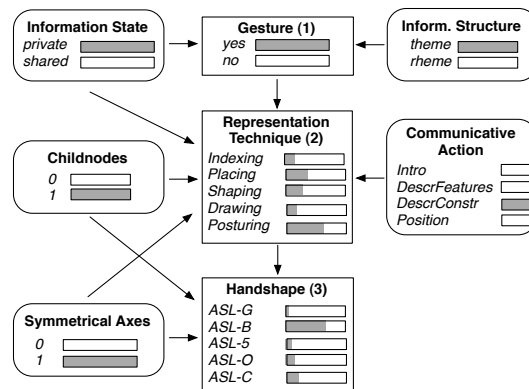 Information State
private
shared
Gesture (1)
yes
no
Inform. Structure
theme
rheme
Childnodes
0
1
Representation
Technique (2)
Indexing
Placing
Shaping
Drawing
Posturing
Communicative
Action
Intro
DescrFeatures
DescrConstr
Position
Symmetrical Axes
0
1
Handshape (3)
ASL-G
ASL-B
ASL-5
ASL-O
ASL-C